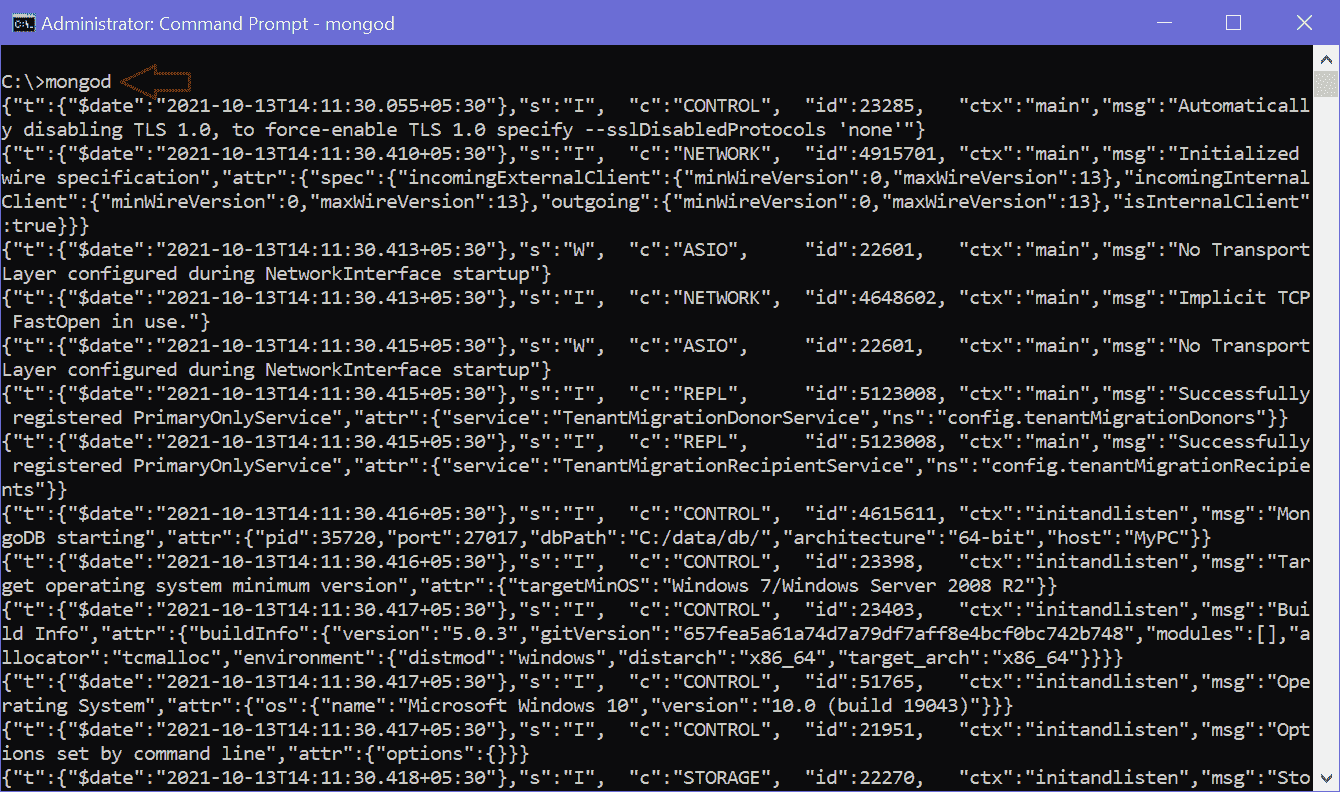 Administrator: Command Prompt - mongod
C:\>mongod
{"t":{"$date":"2021-10-13T14:11:30.055+05:30"},"s":"I",  "c":"CONTROL",  "id":23285,   "ctx":"main","msg":"Automaticall
y disabling TLS 1.0, to force-enable TLS 1.0 specify --sslDisabledProtocols 'none'"}
{"t":{"$date":"2021-10-13T14:11:30.410+05:30"},"s":"I",  "c":"NETWORK",  "id":4915701, "ctx":"main","msg":"Initialized
wire specification","attr":{"spec":{"incomingExternalClient":{"minWireVersion":0,"maxWireVersion":13},"incomingInternal
Client":{"minWireVersion":0,"maxWireVersion":13},"outgoing":{"minWireVersion":0,"maxWireVersion":13},"isInternalClient"
:true}}}
{"t":{"$date":"2021-10-13T14:11:30.413+05:30"},"s":"W",  "c":"ASIO",     "id":22601,   "ctx":"main","msg":"No Transport
Layer configured during NetworkInterface startup"}
{"t":{"$date":"2021-10-13T14:11:30.413+05:30"},"s":"I",  "c":"NETWORK",  "id":4648602, "ctx":"main","msg":"Implicit TCP
 FastOpen in use."}
{"t":{"$date":"2021-10-13T14:11:30.415+05:30"},"s":"W",  "c":"ASIO",     "id":22601,   "ctx":"main","msg":"No Transport
Layer configured during NetworkInterface startup"}
{"t":{"$date":"2021-10-13T14:11:30.415+05:30"},"s":"I",  "c":"REPL",     "id":5123008, "ctx":"main","msg":"Successfully
 registered PrimaryOnlyService","attr":{"service":"TenantMigrationDonorService","ns":"config.tenantMigrationDonors"}}
{"t":{"$date":"2021-10-13T14:11:30.415+05:30"},"s":"I",  "c":"REPL",     "id":5123008, "ctx":"main","msg":"Successfully
 registered PrimaryOnlyService","attr":{"service":"TenantMigrationRecipientService","ns":"config.tenantMigrationRecipie
nts"}}
{"t":{"$date":"2021-10-13T14:11:30.416+05:30"},"s":"I",  "c":"CONTROL",  "id":4615611, "ctx":"initandlisten","msg":"Mon
goDB starting","attr":{"pid":35720,"port":27017,"dbPath":"C:/data/db/","architecture":"64-bit","host":"MyPC"}}
{"t":{"$date":"2021-10-13T14:11:30.416+05:30"},"s":"I",  "c":"CONTROL",  "id":23398,   "ctx":"initandlisten","msg":"Tar
get operating system minimum version","attr":{"targetMinOS":"Windows 7/Windows Server 2008 R2"}}
{"t":{"$date":"2021-10-13T14:11:30.417+05:30"},"s":"I",  "c":"CONTROL",  "id":23403,   "ctx":"initandlisten","msg":"Bui
ld Info","attr":{"buildInfo":{"version":"5.0.3","gitVersion":"657fea5a61a74d7a79df7aff8e4bcf0bc742b748","modules":[],"a
llocator":"tcmalloc","environment":{"distmod":"windows","distarch":"x86_64","target_arch":"x86_64"}}}}
{"t":{"$date":"2021-10-13T14:11:30.417+05:30"},"s":"I",  "c":"CONTROL",  "id":51765,   "ctx":"initandlisten","msg":"Ope
rating System","attr":{"os":{"name":"Microsoft Windows 10","version":"10.0 (build 19043)"}}}
{"t":{"$date":"2021-10-13T14:11:30.417+05:30"},"s":"I",  "c":"CONTROL",  "id":21951,   "ctx":"initandlisten","msg":"Opt
ions set by command line","attr":{"options":{}}}
{"t":{"$date":"2021-10-13T14:11:30.418+05:30"},"s":"I",  "c":"STORAGE",  "id":22270,   "ctx":"initandlisten","msg":"Sto